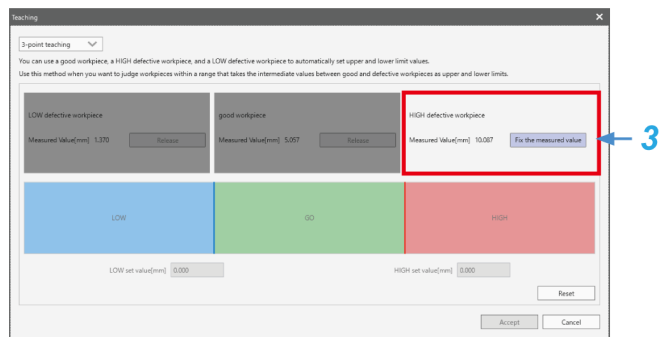 Teaching
3-point teaching
You can use a good workpiece, a HIGH defective workpiece, and a LOW defective workpiece to automatically set upper and lower limit values.
Use this method when you want to judge workpieces within a range that takes the intermediate values between good and defective workpieces as upper and lower limits.
LOW defective workpiece
Measured Value[mm] 1.370 Release
good workpiece
Measured Value[mm] 5.057 Release
HIGH defective workpiece
Measured Value[mm] 10.087 Fix the measured value
3
LOW GO HIGH
LOW set value[mm] 0.000 HIGH set value[mm] 0.000
Reset
Accept Cancel